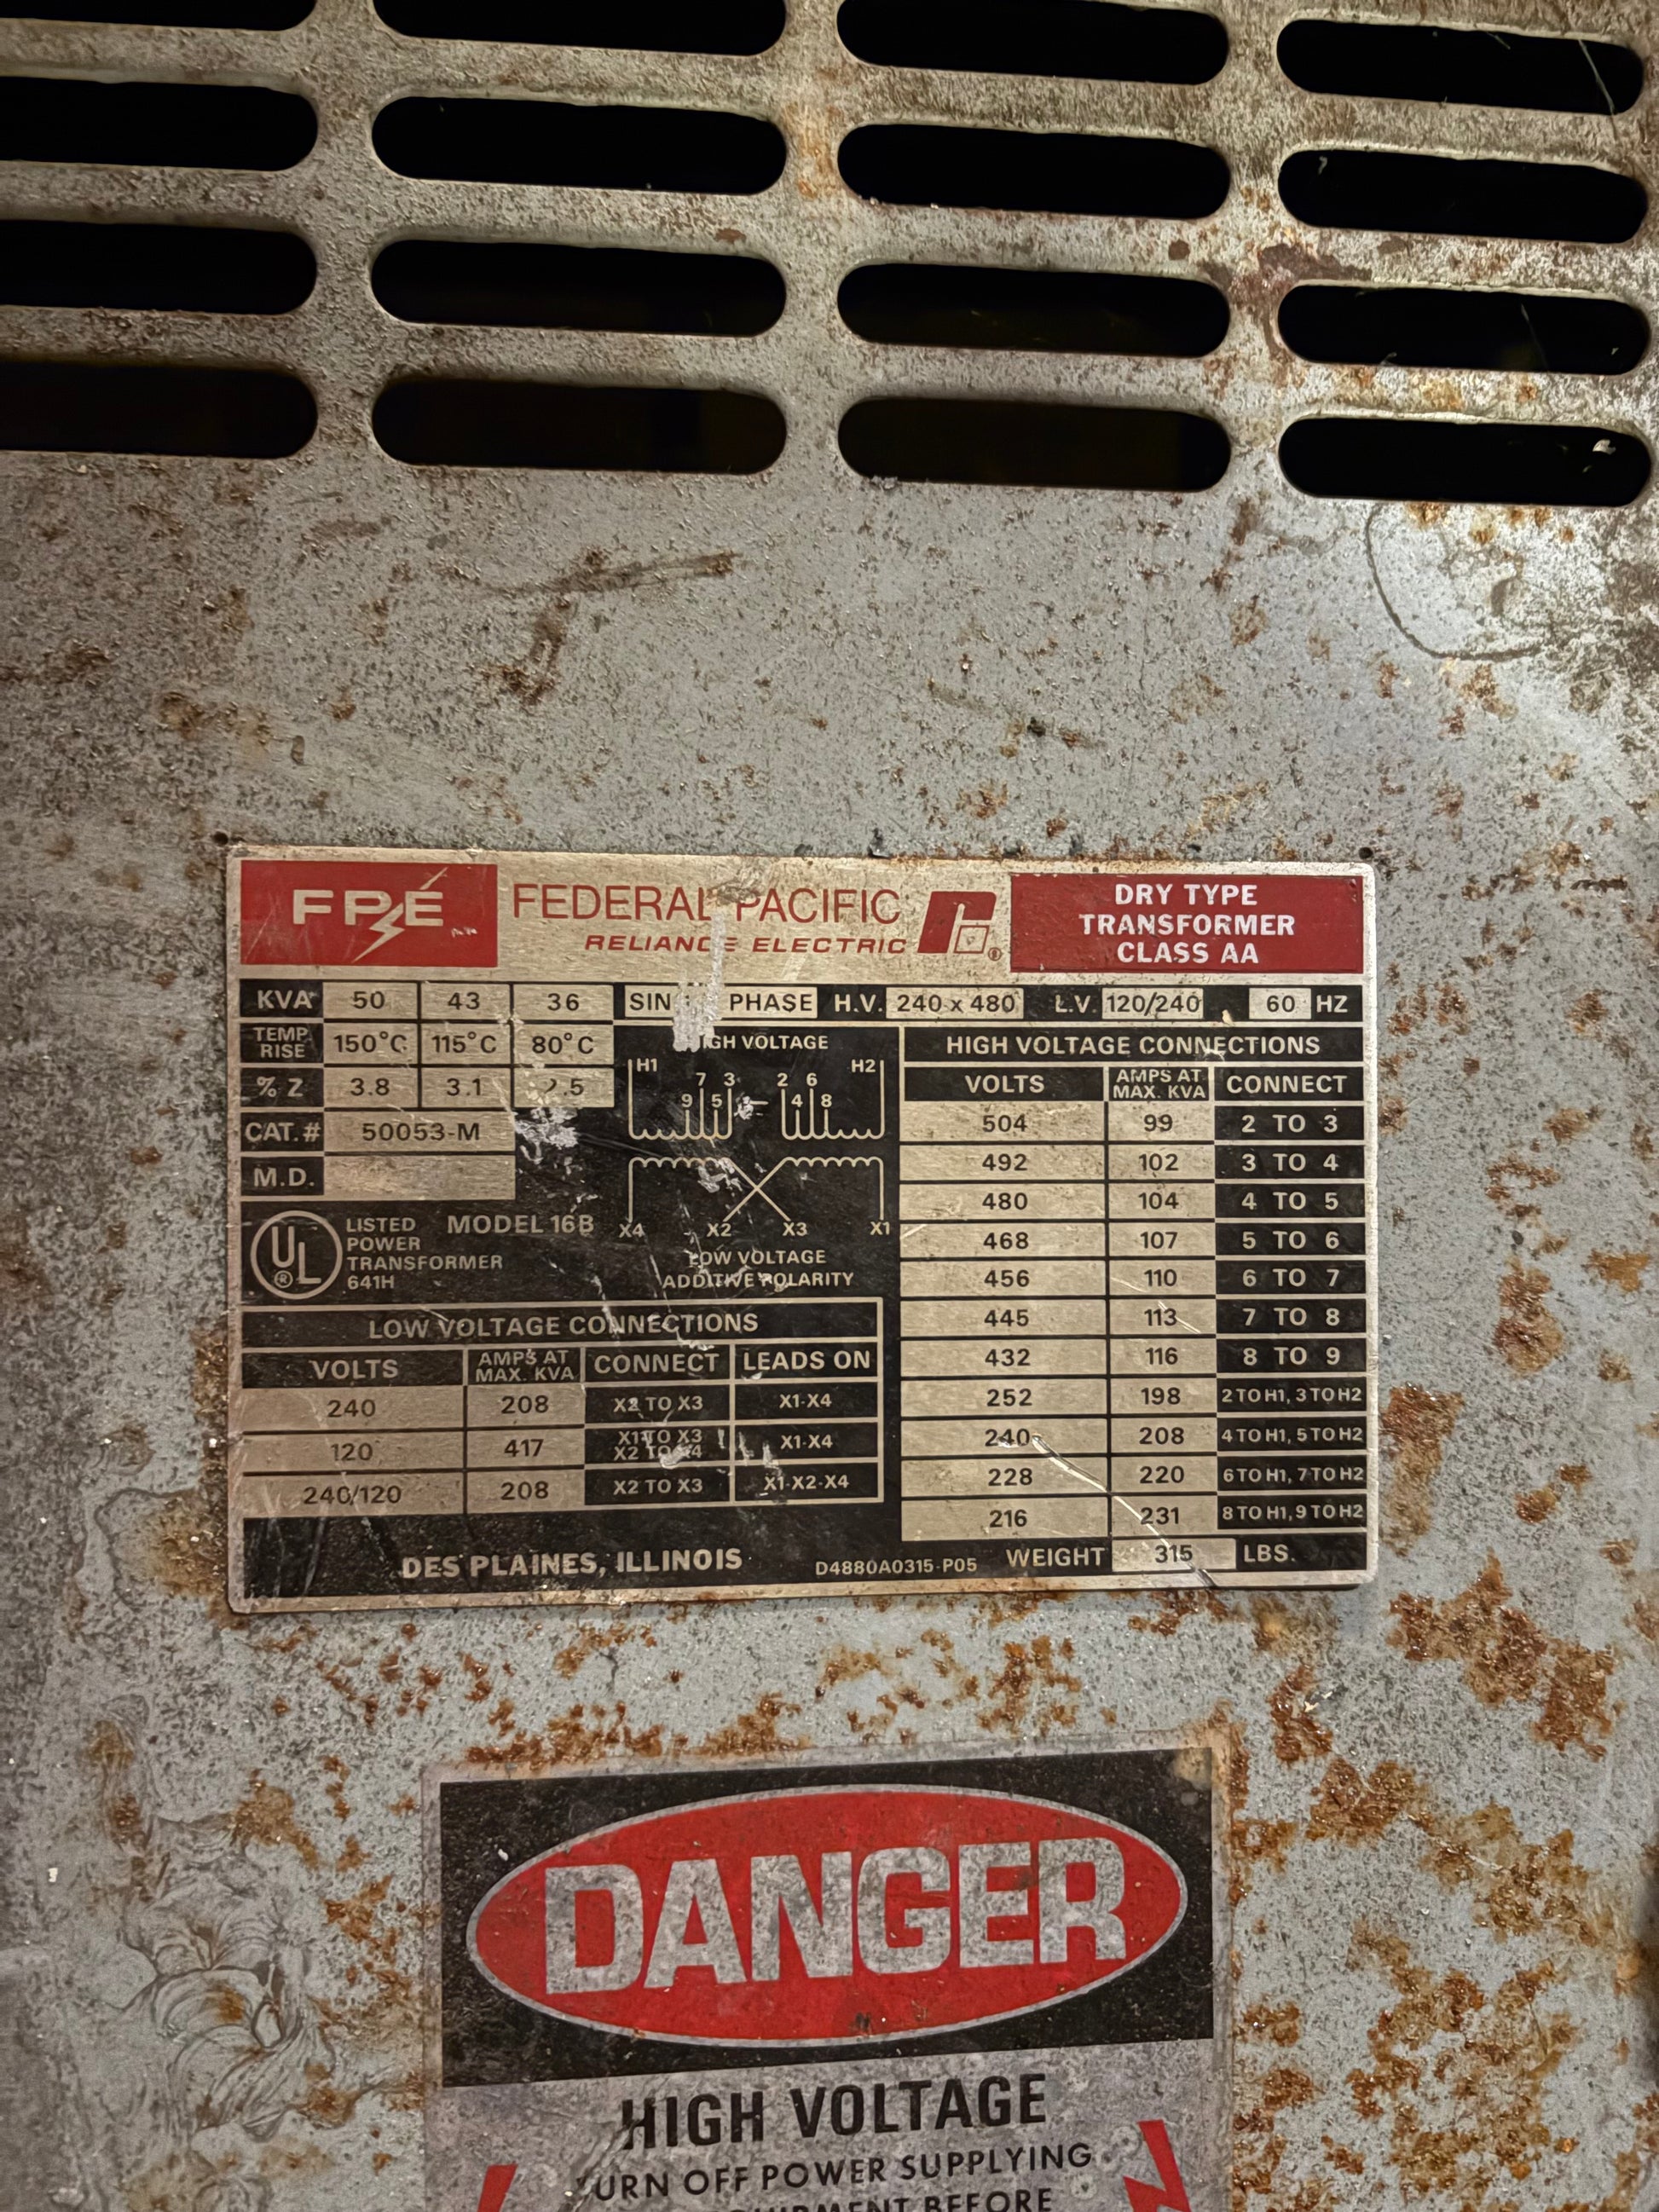 FPE
FEDERAL PACIFIC
RELIANCE ELECTRIC
®
DRY TYPE
TRANSFORMER
CLASS AA
KVA 50 43 36
SINGLE PHASE H.V. 240 x 480 L.V. 120/240 60 HZ
TEMP RISE 150°C 115°C 80°C
% Z 3.8 3.1 2.5
CAT.# 50053-M
M.D.
UL ®
LISTED
POWER
TRANSFORMER
641H
MODEL 16B
HIGH VOLTAGE
H1 H2
7 3 2 6
9 5 4 8
X4 X2 X3 X1
LOW VOLTAGE
ADDITIVE POLARITY
HIGH VOLTAGE CONNECTIONS
VOLTS AMPS AT MAX. KVA CONNECT
504 99 2 TO 3
492 102 3 TO 4
480 104 4 TO 5
468 107 5 TO 6
456 110 6 TO 7
445 113 7 TO 8
432 116 8 TO 9
252 198 2 TO H1, 3 TO H2
240 208 4 TO H1, 5 TO H2
228 220 6 TO H1, 7 TO H2
216 231 8 TO H1, 9 TO H2
LOW VOLTAGE CONNECTIONS
VOLTS AMPS AT MAX. KVA CONNECT LEADS ON
240 208 X2 TO X3 X1-X4
120 417 X1 TO X3 X2 TO X4 X1-X4
240/120 208 X2 TO X3 X1-X2-X4
DES PLAINES, ILLINOIS D4880A0315-P05 WEIGHT 315 LBS.
DANGER
HIGH VOLTAGE
TURN OFF POWER SUPPLYING
EQUIPMENT BEFORE